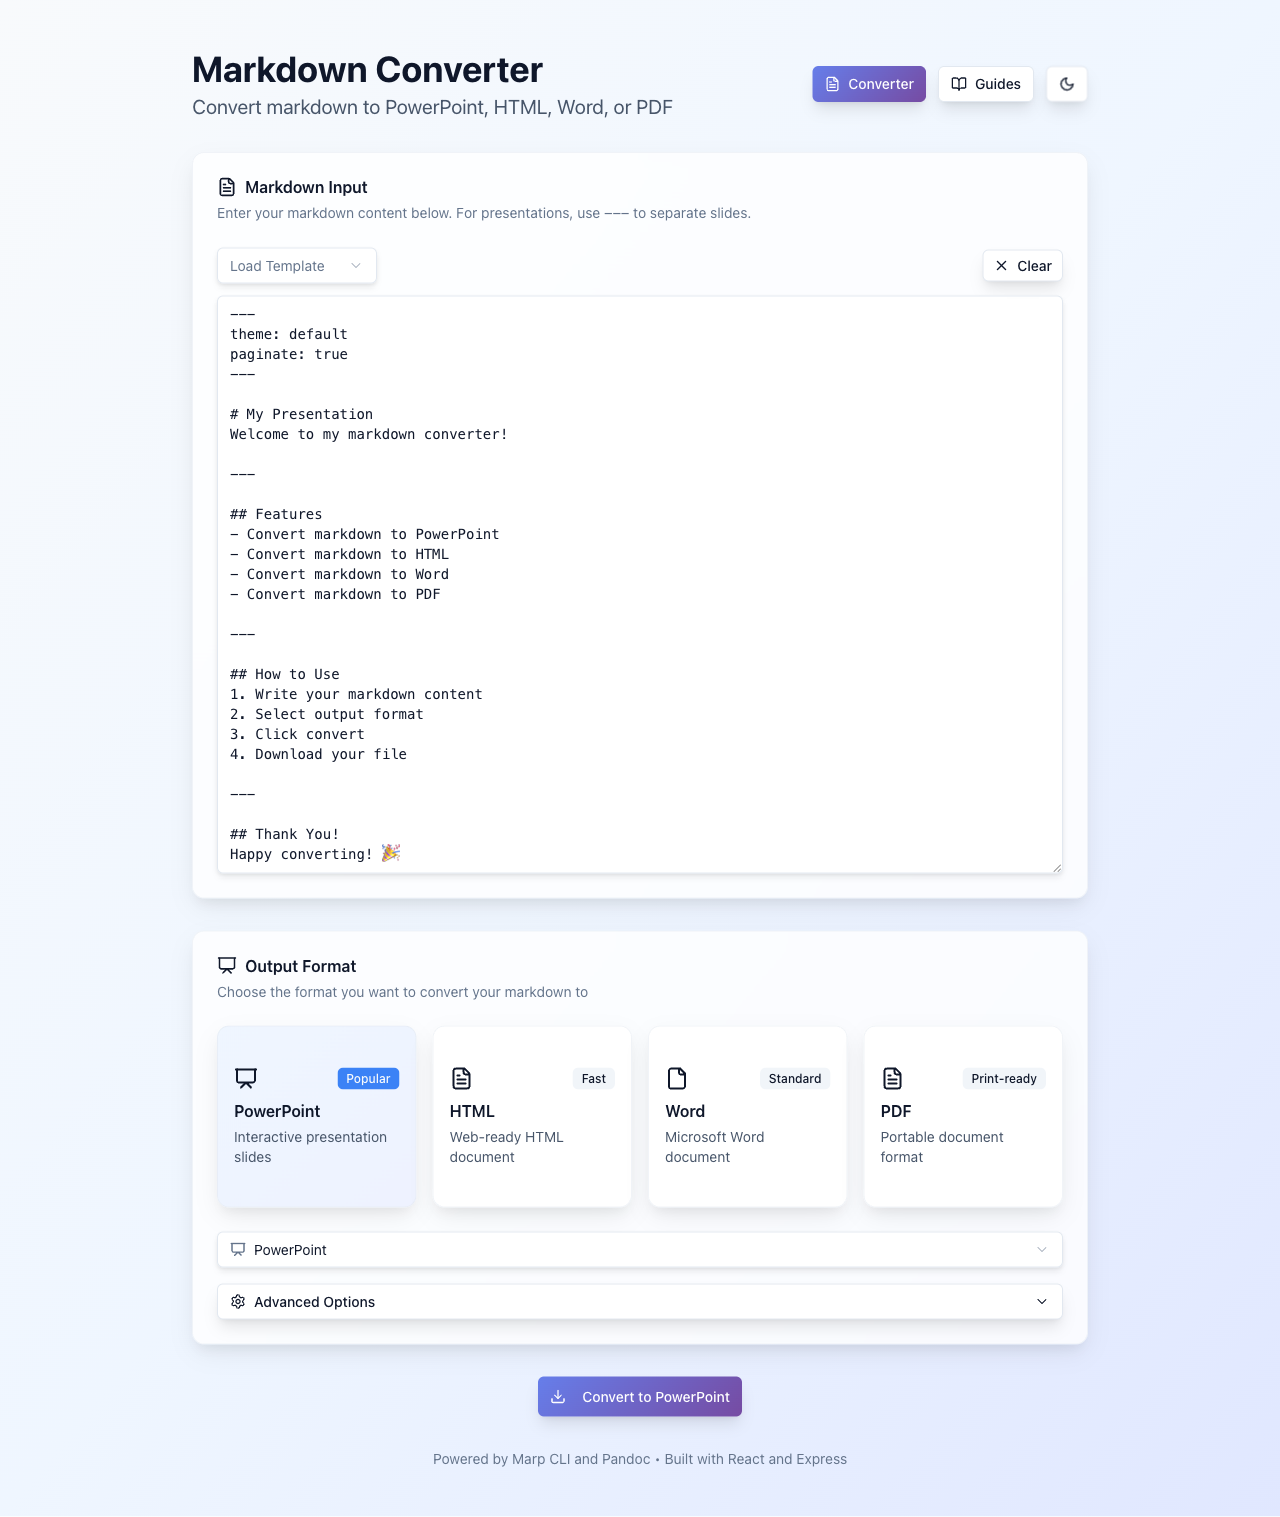 Markdown Converter
Convert markdown to PowerPoint, HTML, Word, or PDF
Converter
Guides
Markdown Input
Enter your markdown content below. For presentations, use --- to separate slides.
Load Template
Clear
---
theme: default
paginate: true
---
# My Presentation
Welcome to my markdown converter!
---
## Features
- Convert markdown to PowerPoint
- Convert markdown to HTML
- Convert markdown to Word
- Convert markdown to PDF
---
## How to Use
1. Write your markdown content
2. Select output format
3. Click convert
4. Download your file
---
## Thank You!
Happy converting! 🎉
Output Format
Choose the format you want to convert your markdown to
Popular
PowerPoint
Interactive presentation
slides
Fast
HTML
Web-ready HTML
document
Standard
Word
Microsoft Word
document
Print-ready
PDF
Portable document
format
PowerPoint
Advanced Options
Convert to PowerPoint
Powered by Marp CLI and Pandoc • Built with React and Express